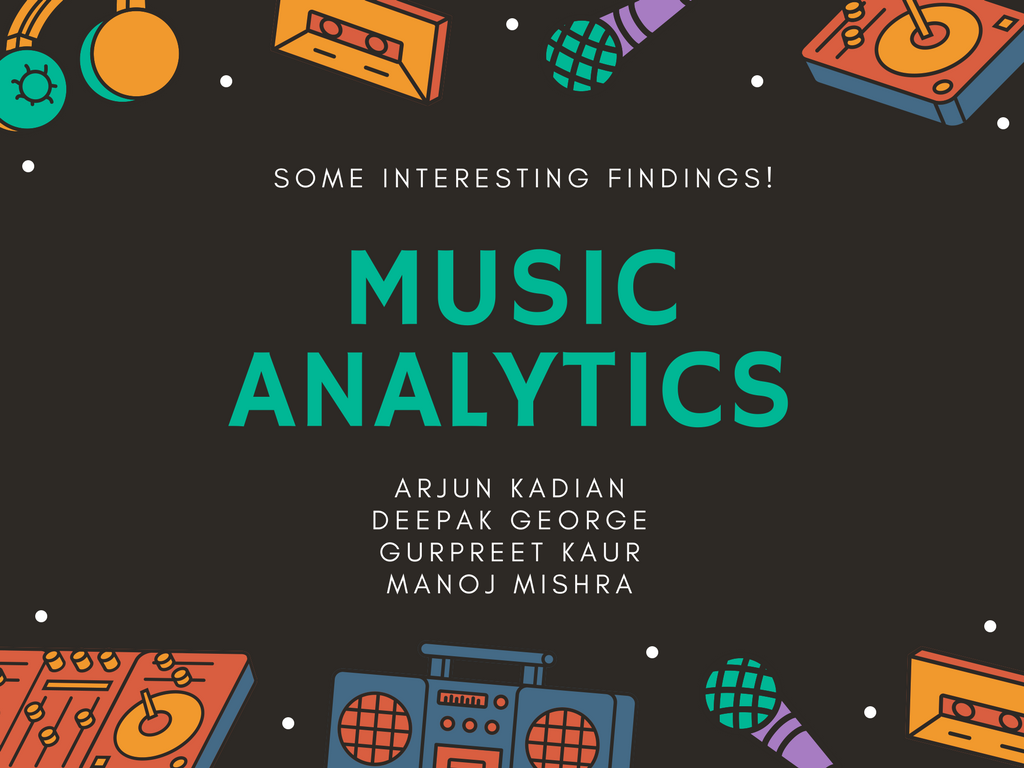 SOME INTERESTING FINDINGS!
MUSIC
ANALYTICS
ARJUN KADIAN
DEEPAK GEORGE
GURPREET KAUR
MANOJ MISHRA